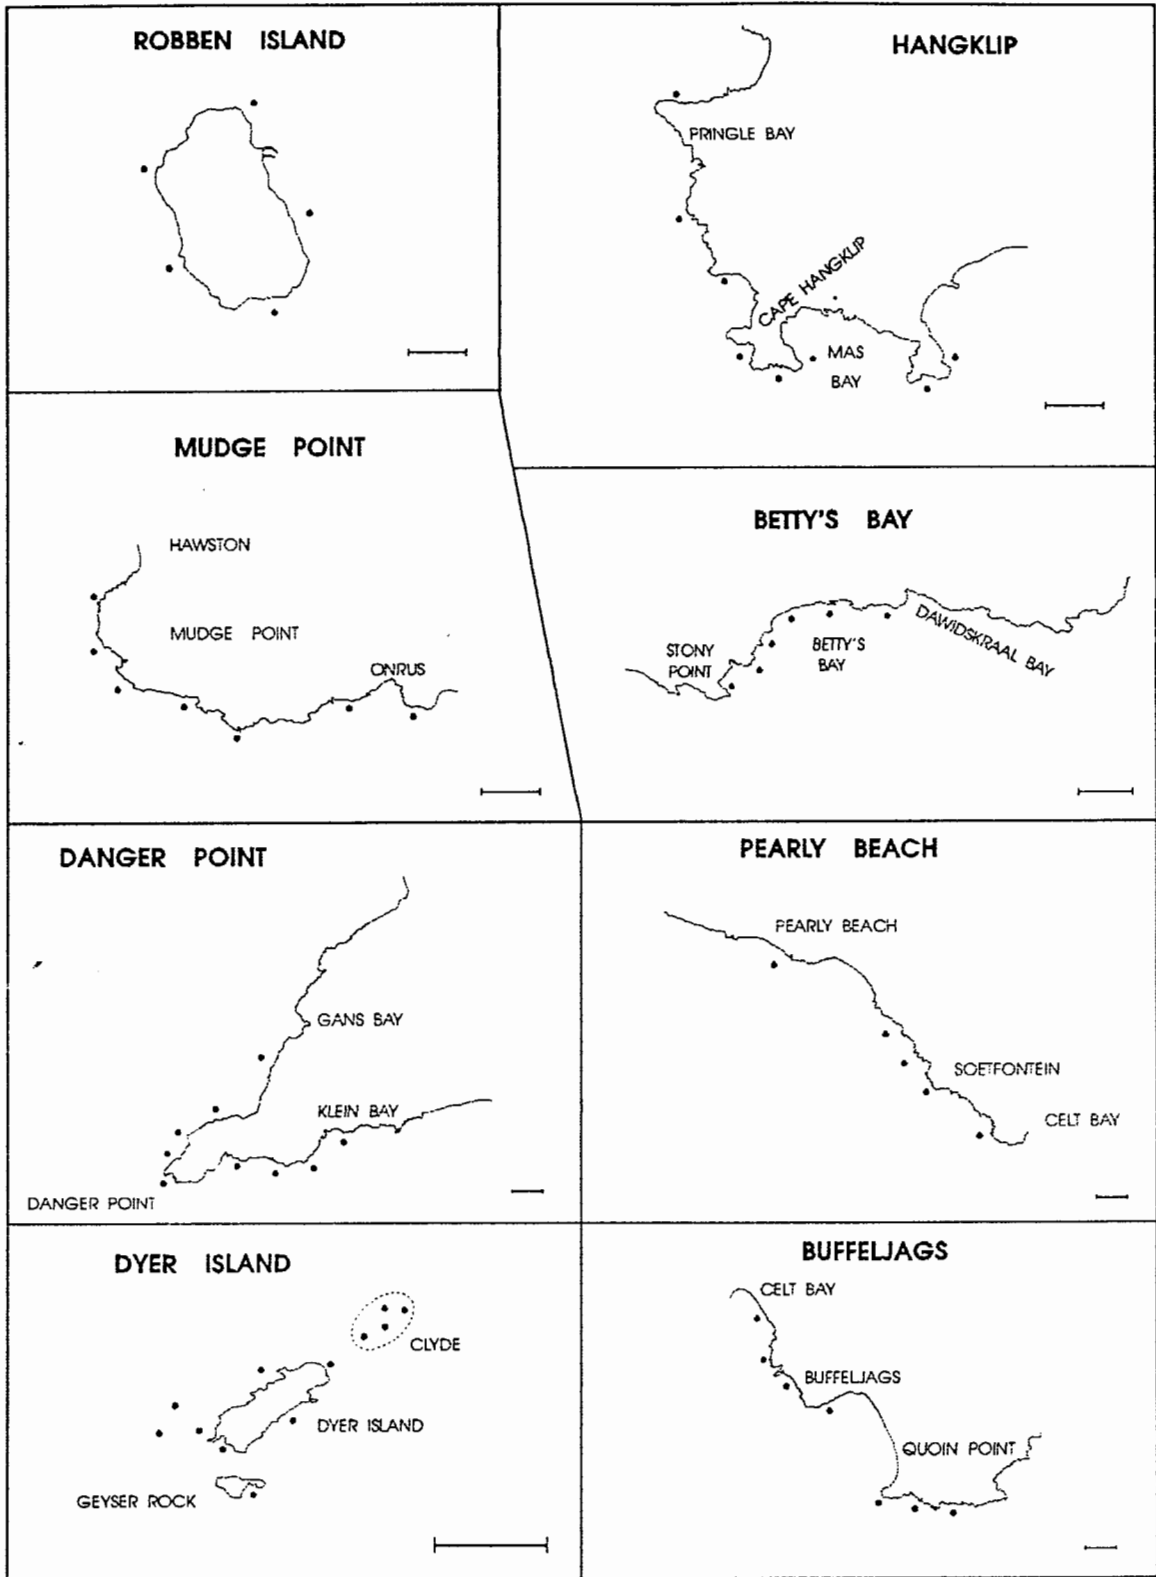 ROBBEN ISLAND
HANGKLIP
PRINGLE BAY
CAPE HANGKLIP
MAS
BAY
MUDGE POINT
HAWSTON
MUDGE POINT
ONRUS
BETTY'S BAY
STONY
POINT
BETTY'S
BAY
DAWIDSKRAAL BAY
DANGER POINT
GANS BAY
KLEIN BAY
DANGER POINT
PEARLY BEACH
PEARLY BEACH
SOETFONTEIN
CELT BAY
DYER ISLAND
CLYDE
DYER ISLAND
GEYSER ROCK
BUFFELJAGS
CELT BAY
BUFFELJAGS
QUOIN POINT